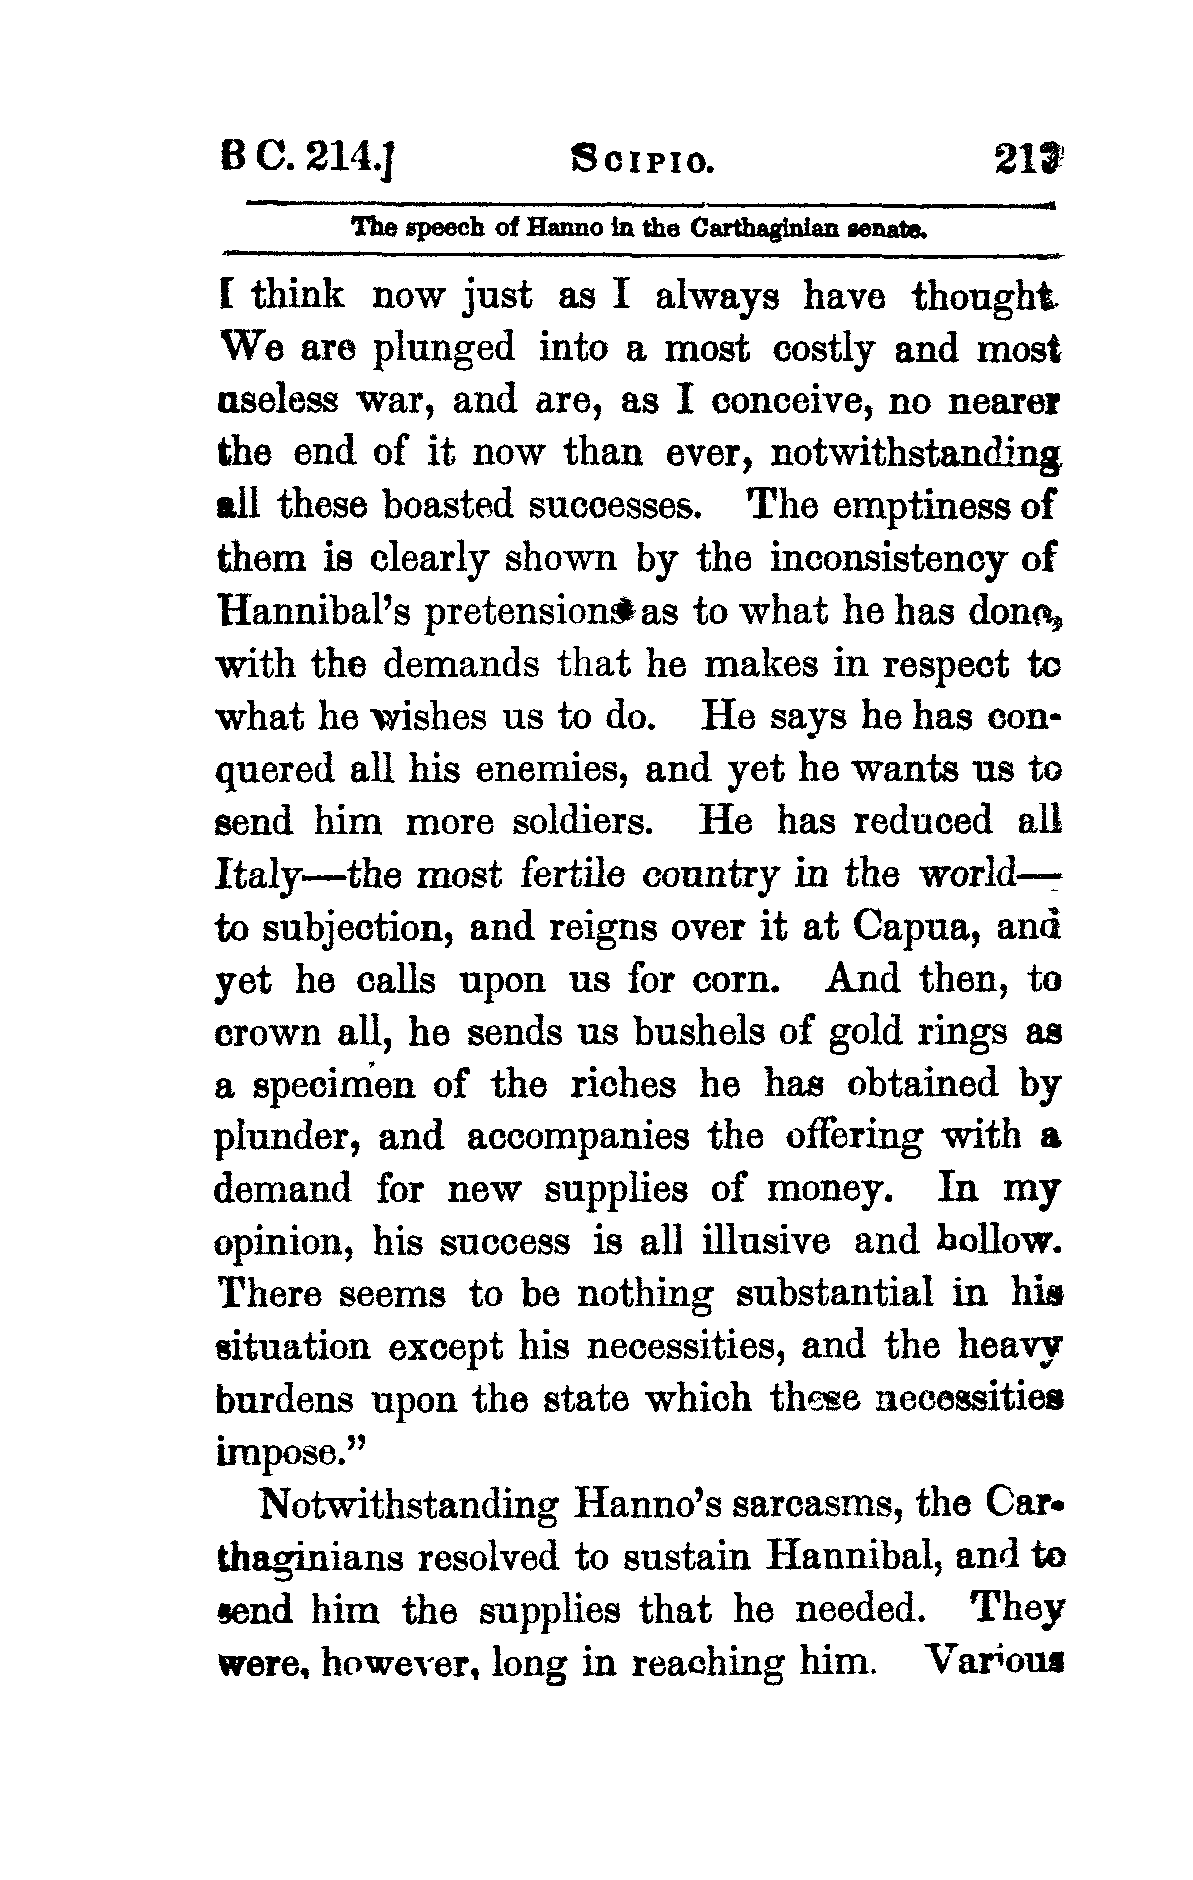 B C. 214.] SCIPIO. 213
The speech of Hanno in the Carthaginian senate.
I think now just as I always have thought.
We are plunged into a most costly and most
useless war, and are, as I conceive, no nearer
the end of it now than ever, notwithstanding
all these boasted successes. The emptiness of
them is clearly shown by the inconsistency of
Hannibal's pretensions as to what he has done,
with the demands that he makes in respect to
what he wishes us to do. He says he has con-
quered all his enemies, and yet he wants us to
send him more soldiers. He has reduced all
Italy—the most fertile country in the world—
to subjection, and reigns over it at Capua, and
yet he calls upon us for corn. And then, to
crown all, he sends us bushels of gold rings as
a specimen of the riches he has obtained by
plunder, and accompanies the offering with a
demand for new supplies of money. In my
opinion, his success is all illusive and hollow.
There seems to be nothing substantial in his
situation except his necessities, and the heavy
burdens upon the state which these necessities
impose."
Notwithstanding Hanno's sarcasms, the Car-
thaginians resolved to sustain Hannibal, and to
send him the supplies that he needed. They
were, however, long in reaching him. Various